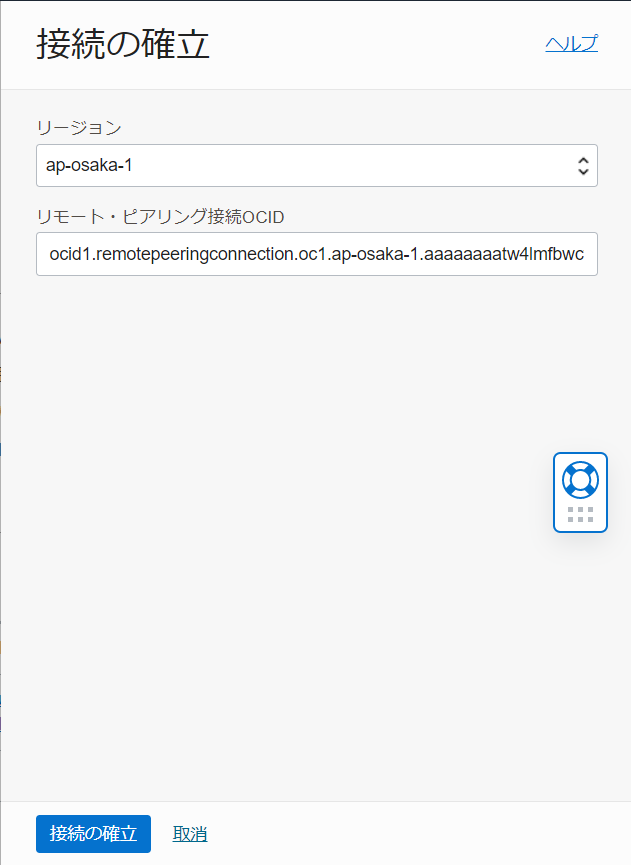 接続の確立
ヘルプ
リージョン
ap-osaka-1
リモート・ピアリング接続OCID
ocid1.remotepeeringconnection.oc1.ap-osaka-1.aaaaaaaatw4lmfbwc
接続の確立
取消